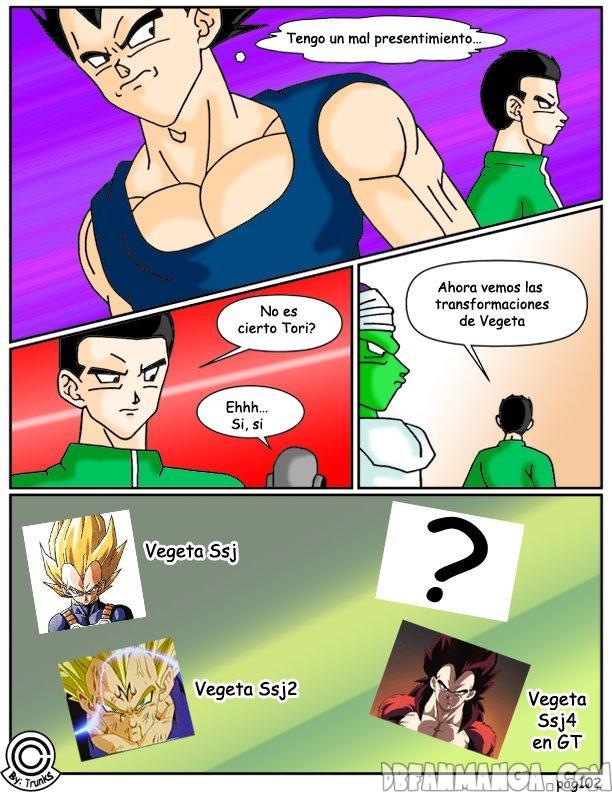 Tengo un mal presentimiento...
No es
cierto Tori?
Ehhh...
Si, si
Ahora vemos las
transformaciones
de Vegeta
Vegeta Ssj
?
Vegeta Ssj2
Vegeta
Ssj4
en GT
C
By: Trunks
pag102
DBFANMANGA.COM